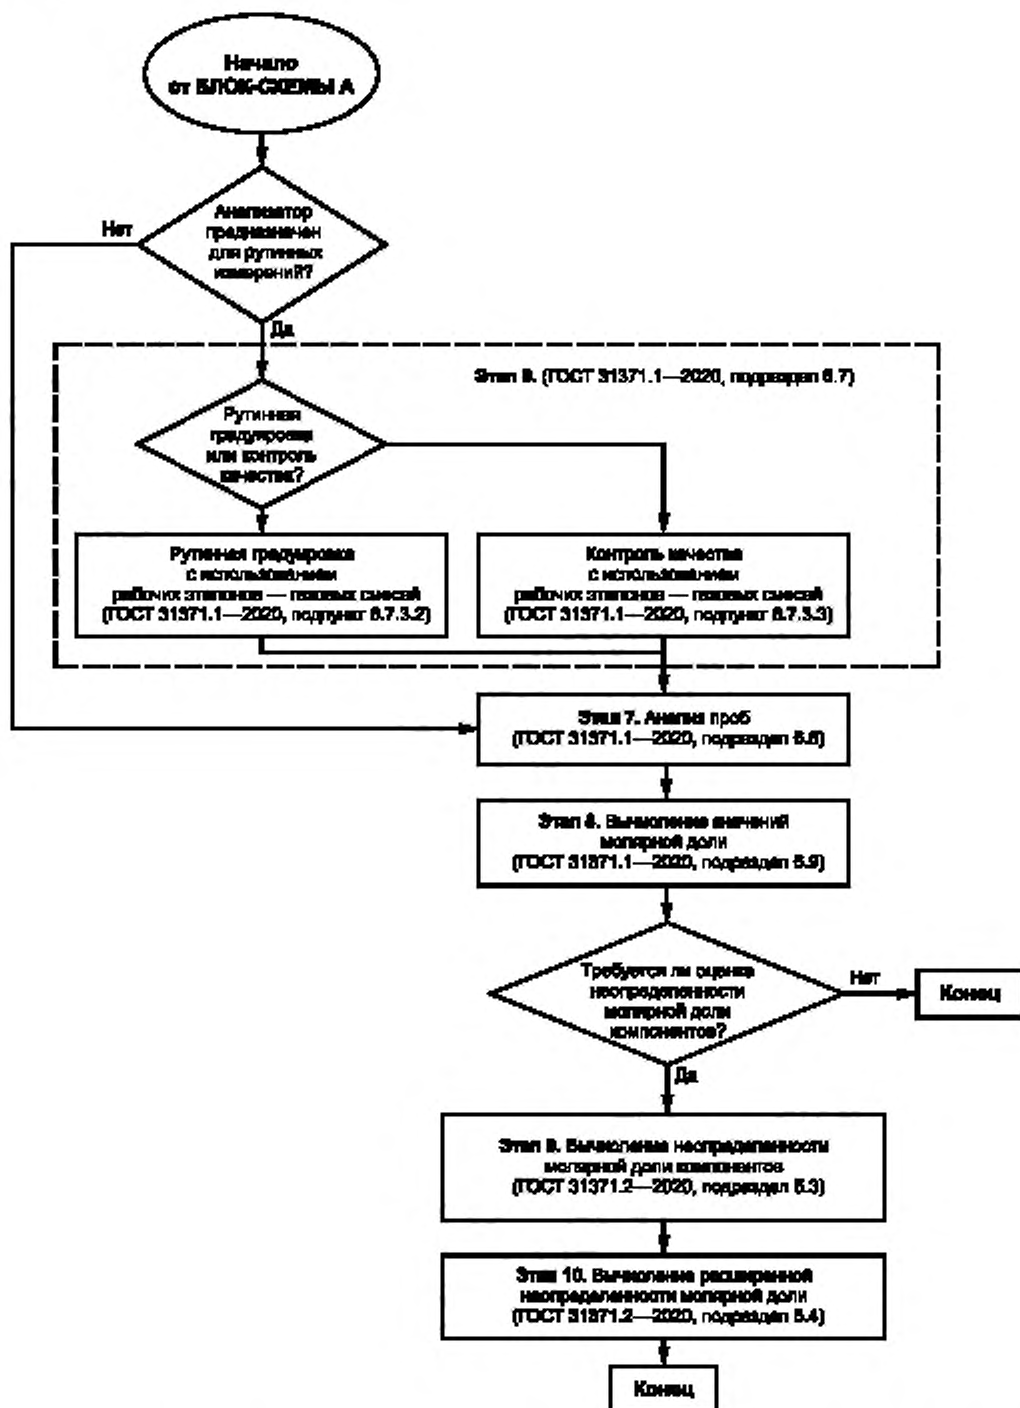 Начало
от БЛОК-СХЕМЫ А
Анализатор
предназначен
для рутинных
измерений?
Нет
Да
Этап 6. (ГОСТ 31371.1—2020, подраздел 6.7)
Рутинная
градуировка
или контроль
качества?
Рутинная градуировка
с использованием
рабочих эталонов — газовых смесей
(ГОСТ 31371.1—2020, подпункт 6.7.3.2)
Контроль качества
с использованием
рабочих эталонов — газовых смесей
(ГОСТ 31371.1—2020, подпункт 6.7.3.3)
Этап 7. Анализ проб
(ГОСТ 31371.1—2020, подраздел 6.8)
Этап 8. Вычисление значений
молярной доли
(ГОСТ 31371.1—2020, подраздел 6.9)
Требуется ли оценка
неопределенности
молярной доли
компонентов?
Нет
Конец
Да
Этап 9. Вычисление неопределенности
молярной доли компонентов
(ГОСТ 31371.2—2020, подраздел 5.3)
Этап 10. Вычисление расширенной
неопределенности молярной доли
(ГОСТ 31371.2—2020, подраздел 5.4)
Конец